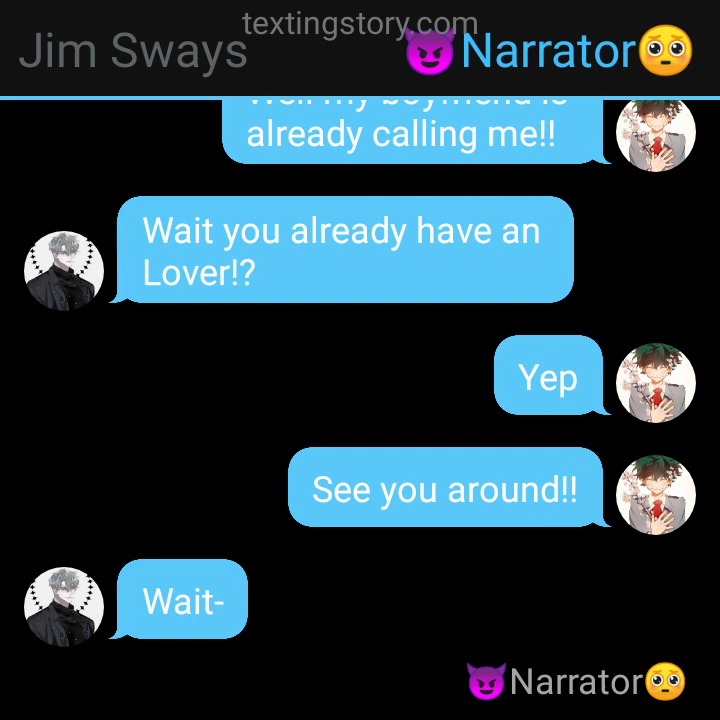 textingstory.com
Jim Sways
😈Narrator🥺
already calling me!!
Wait you already have an
Lover!?
Yep
See you around!!
Wait-
😈Narrator🥺